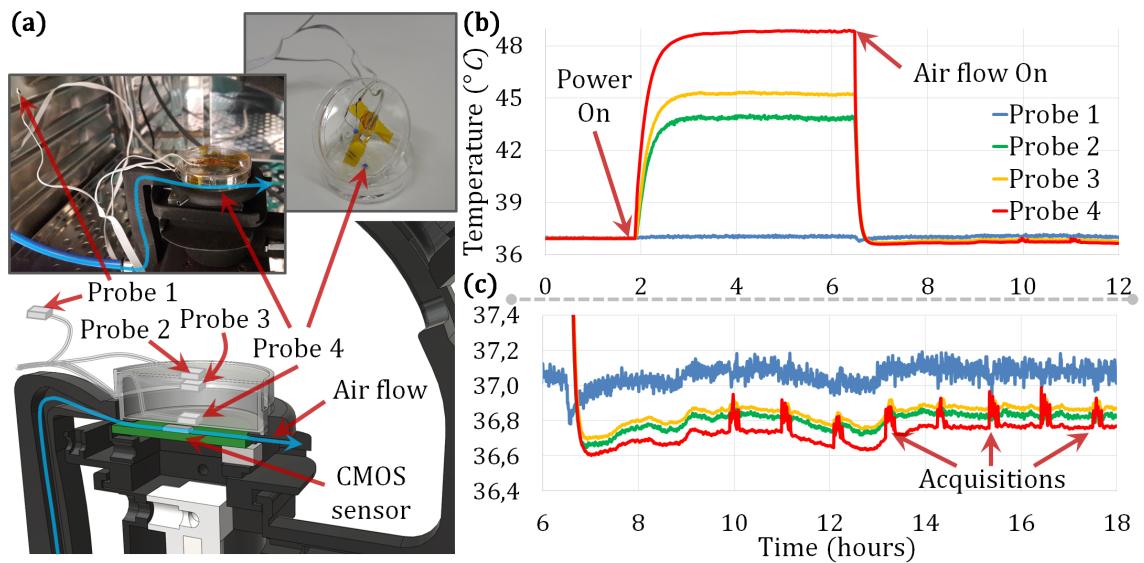 (a)
Probe 1
Probe 2
Probe 3
Probe 4
Air flow
CMOS
sensor
(b)
Temperature (°C)
48
45
42
39
36
Power
On
Air flow On
Probe 1
Probe 2
Probe 3
Probe 4
0 2 4 6 8 10 12
(c)
37,4
37,2
37,0
36,8
36,6
36,4
Acquisitions
6 8 10 12 14 16 18
Time (hours)